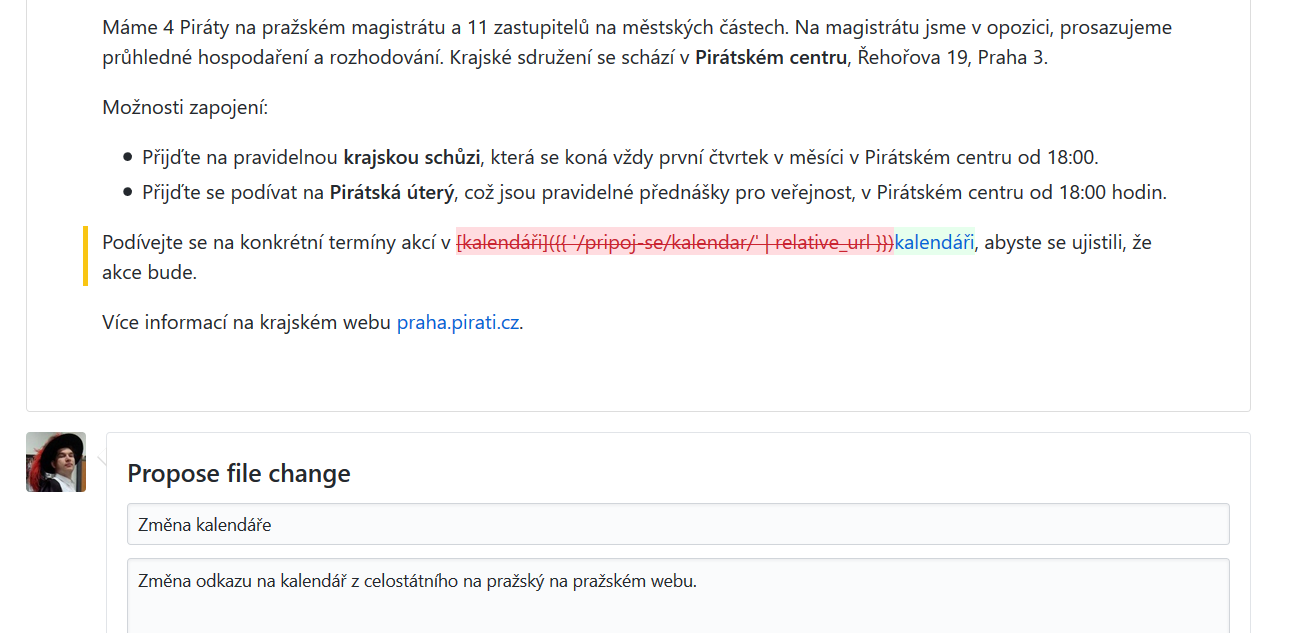 Máme 4 Piráty na pražském magistrátu a 11 zastupitelů na městských částech. Na magistrátu jsme v opozici, prosazujeme
průhledné hospodaření a rozhodování. Krajské sdružení se schází v Pirátském centru, Řehořova 19, Praha 3.
Možnosti zapojení:
Přijďte na pravidelnou krajskou schůzi, která se koná vždy první čtvrtek v měsíci v Pirátském centru od 18:00.
Přijďte se podívat na Pirátská úterý, což jsou pravidelné přednášky pro veřejnost, v Pirátském centru od 18:00 hodin.
Podívejte se na konkrétní termíny akcí v [kalendáři]({{ '/pripoj-se/kalendar/' | relative_url }})kalendáři, abyste se ujistili, že
akce bude.
Více informací na krajském webu praha.pirati.cz.
Propose file change
Změna kalendáře
Změna odkazu na kalendář z celostátního na pražský na pražském webu.